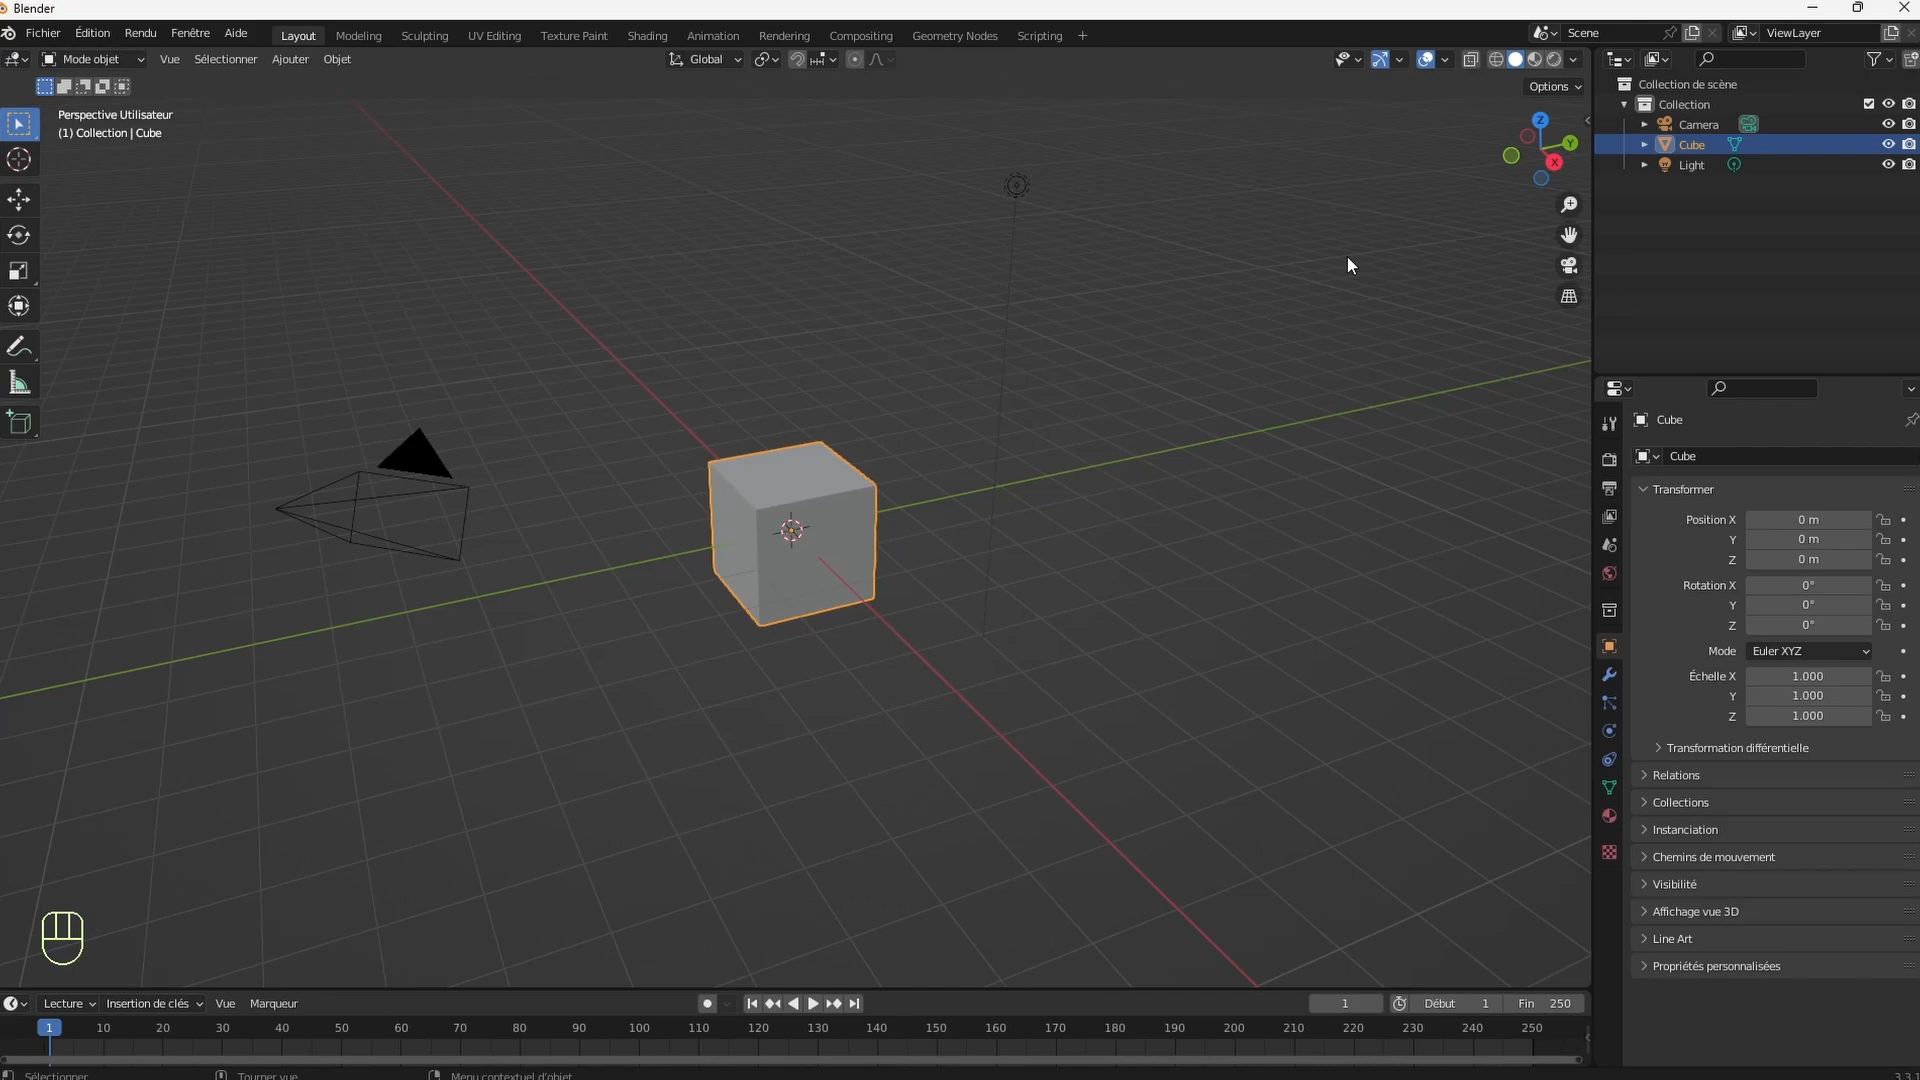 Blender
Fichier Édition Rendu Fenêtre Aide Layout Modeling Sculpting UV Editing Texture Paint Shading Animation Rendering Compositing Geometry Nodes Scripting + Scene ViewLayer
Mode objet Vue Sélectionner Ajouter Objet Global
Options
Perspective Utilisateur
(1) Collection | Cube
Z
Y
X
Collection de scène
Collection
Camera
Cube
Light
Cube
Cube
Transformer
Position X 0 m
Y 0 m
Z 0 m
Rotation X 0°
Y 0°
Z 0°
Mode Euler XYZ
Échelle X 1.000
Y 1.000
Z 1.000
Transformation différentielle
Relations
Collections
Instanciation
Chemins de mouvement
Visibilité
Affichage vue 3D
Line Art
Propriétés personnalisées
Lecture Insertion de clés Vue Marqueur 1 Début 1 Fin 250
1 10 20 30 40 50 60 70 80 90 100 110 120 130 140 150 160 170 180 190 200 210 220 230 240 250
Sélectionner Tourner vue Menu contextuel d'objet 3.3.1